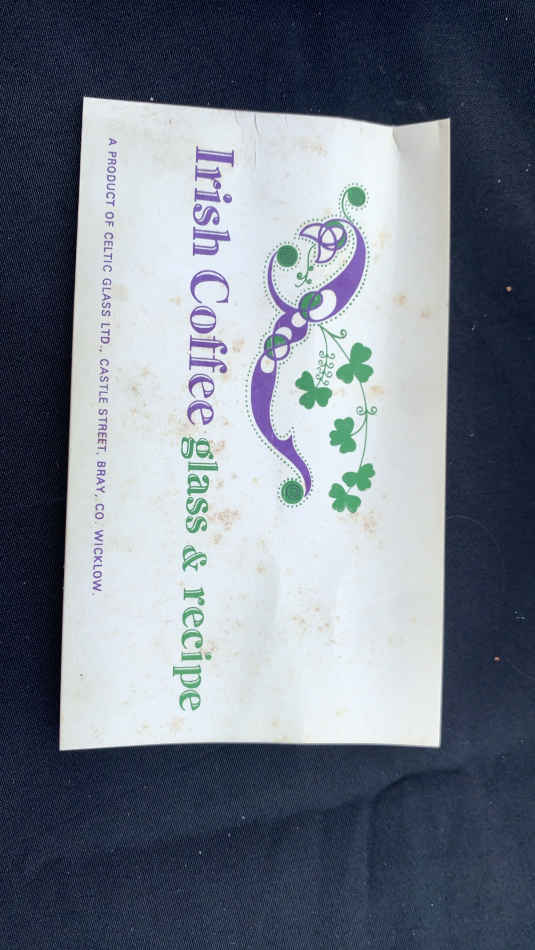 Irish Coffee glass & recipe
A PRODUCT OF CELTIC GLASS LTD., CASTLE STREET, BRAY, CO. WICKLOW.